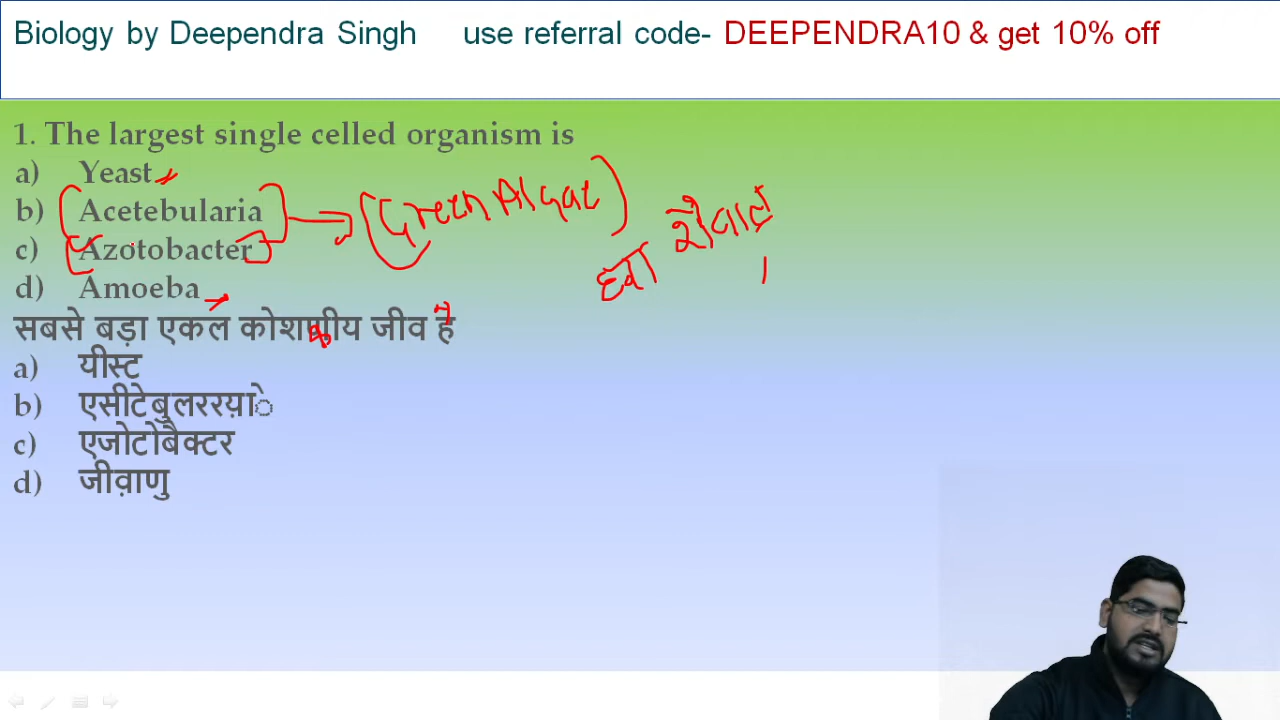 Biology by Deependra Singh use referral code- DEEPENDRA10 & get 10% off
1. The largest single celled organism is
a) Yeast
b) Acetebularia
Green Algae
हरा शैवाल
c) Azotobacter
d) Amoeba
सबसे बड़ा एकल कोशाणीय जीव है
a) यीस्ट
b) एसीटेबुलररय़ाे
c) एजोटोबैक्टर
d) जीव़ाणु